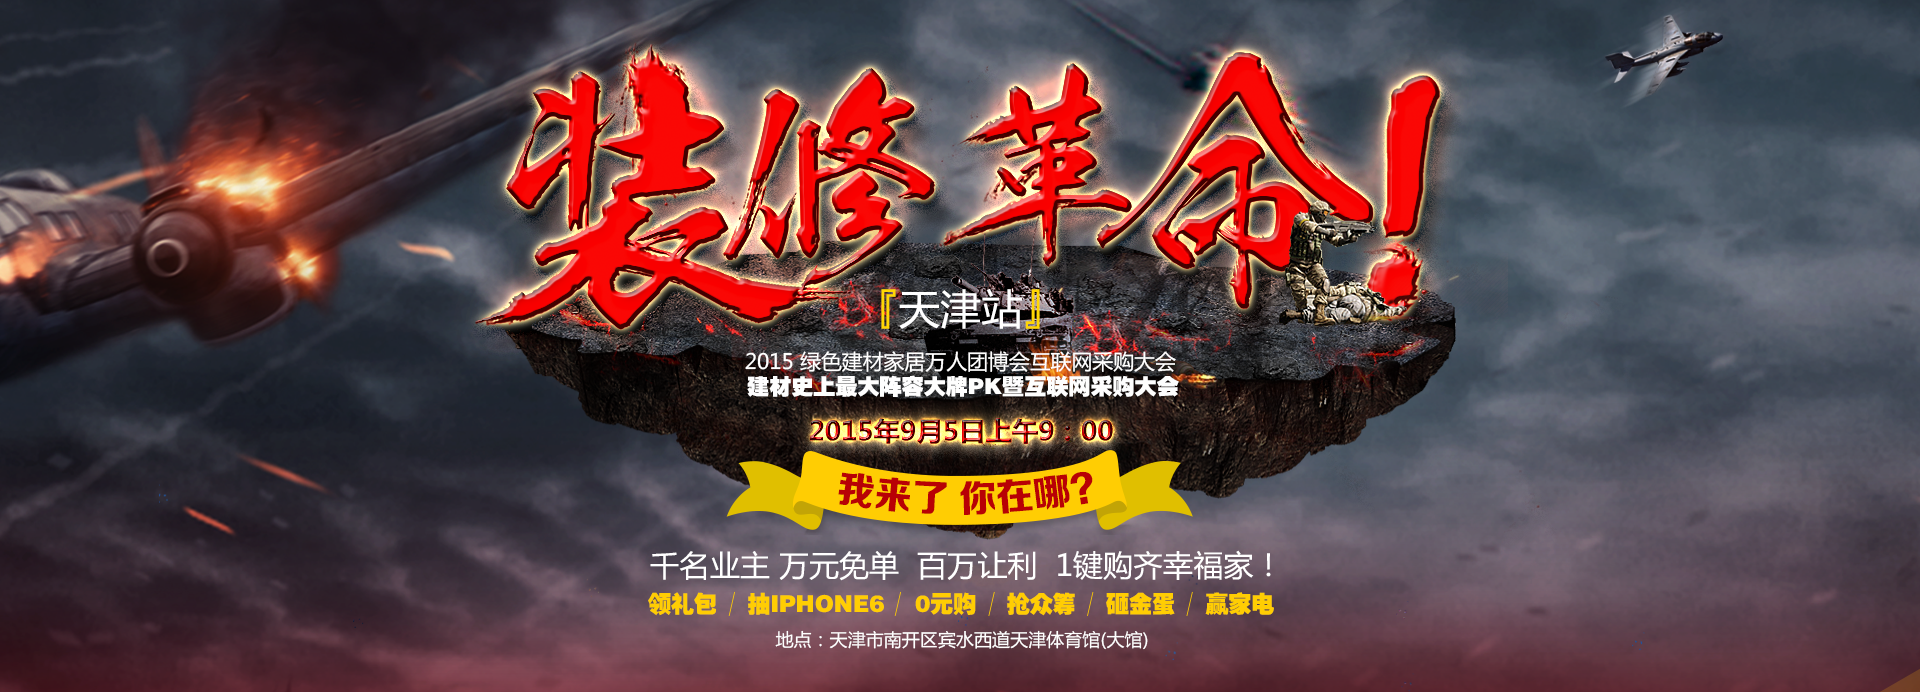 装修革命!
『天津站』
2015 绿色建材家居万人团博会互联网采购大会
建材史上最大阵容大牌PK暨互联网采购大会
2015年9月5日上午9：00
我来了 你在哪?
千名业主 万元免单 百万让利 1键购齐幸福家！
领礼包 / 抽IPHONE6 / 0元购 / 抢众筹 / 砸金蛋 / 赢家电
地点：天津市南开区宾水西道天津体育馆(大馆)